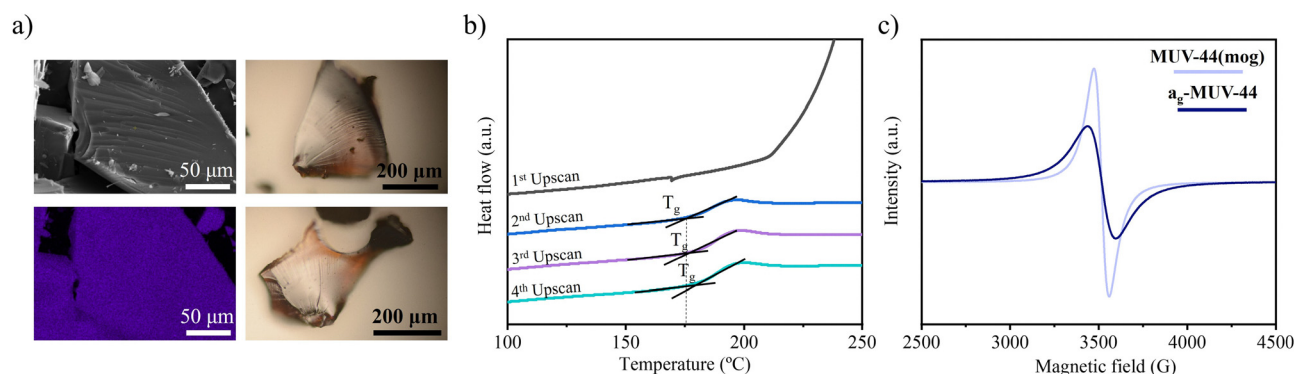 a)
50 µm
200 µm
50 µm
200 µm
b)
Heat flow (a.u.)
1st Upscan
Tg
2nd Upscan
Tg
3rd Upscan
Tg
4th Upscan
100
150
200
250
Temperature (ºC)
c)
MUV-44(mog)
ag-MUV-44
Intensity (a.u.)
2500
3000
3500
4000
4500
Magnetic field (G)